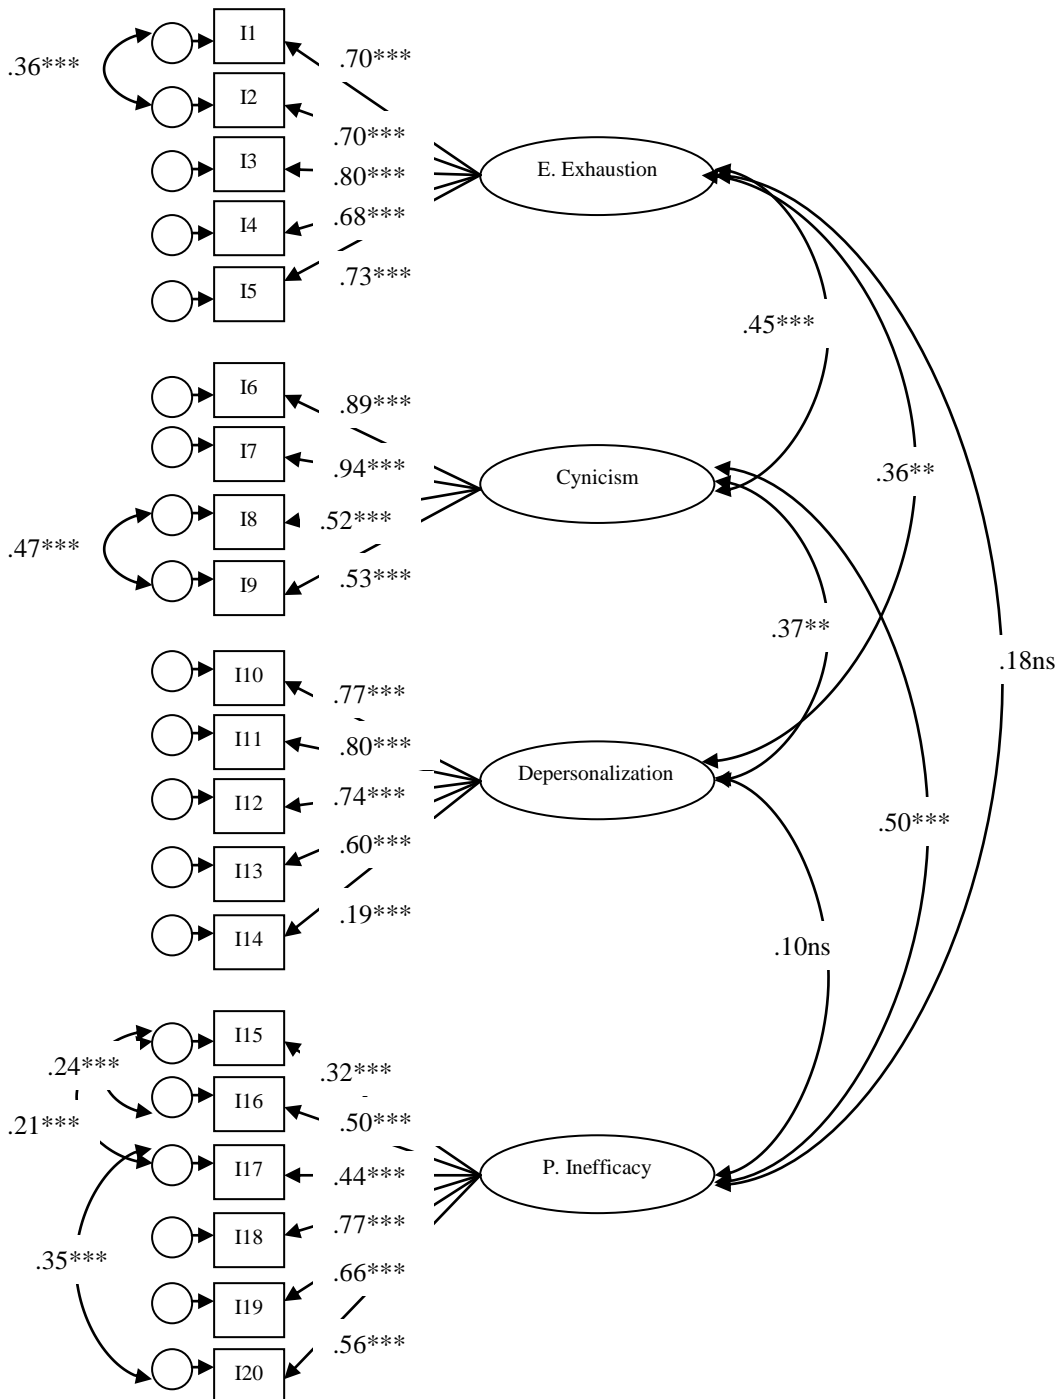 I1
.70***
.36***
I2
.70***
I3
E. Exhaustion
.80***
I4
.68***
I5
.73***
.45***
I6
.89***
I7
.94***
.36**
Cynicism
I8
.52***
.47***
I9
.53***
.37**
.18ns
I10
.77***
I11
.80***
Depersonalization
I12
.74***
.50***
I13
.60***
I14
.19***
.10ns
I15
.24***
.32***
I16
.21***
.50***
I17
P. Inefficacy
.44***
I18
.77***
.35***
I19
.66***
I20
.56***